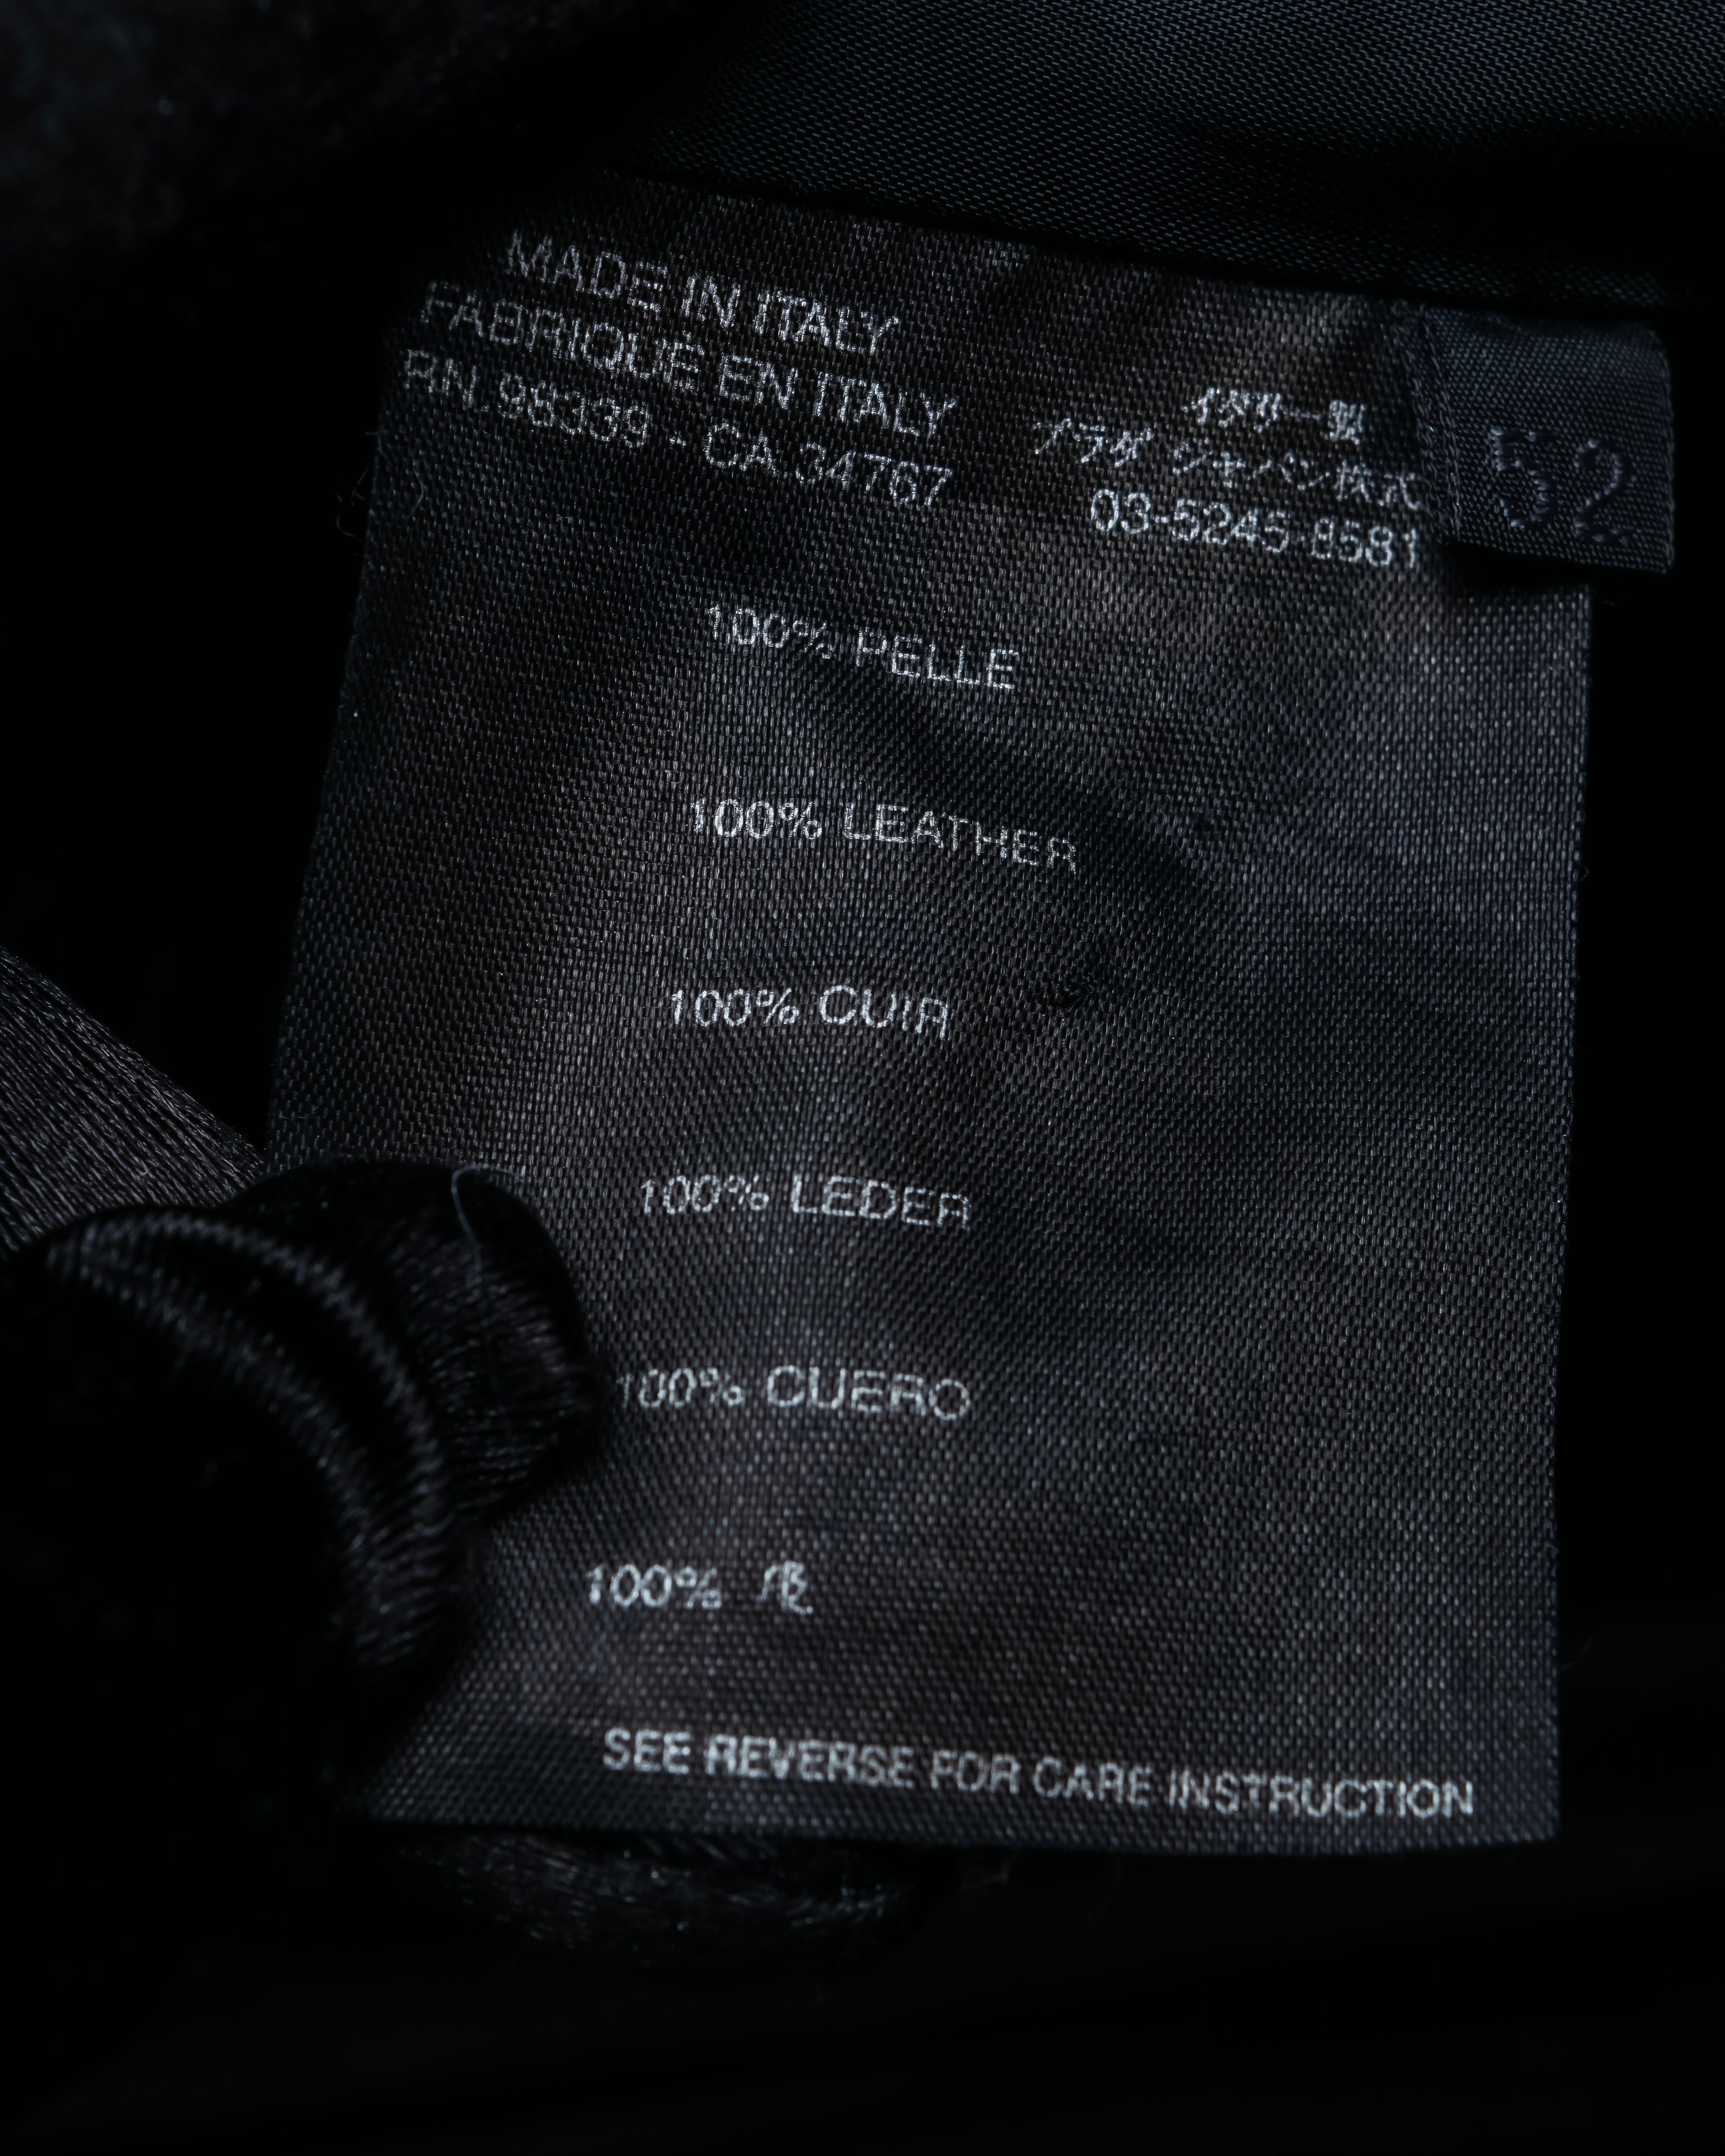 MADE IN ITALY
FABRIQUE EN ITALY
RN.98339 - CA.34767
イタリー製
プラダ ジャパン株式
03-5245-8581
52
100% PELLE
100% LEATHER
100% CUIR
100% LEDER
100% CUERO
100%
SEE REVERSE FOR CARE INSTRUCTION